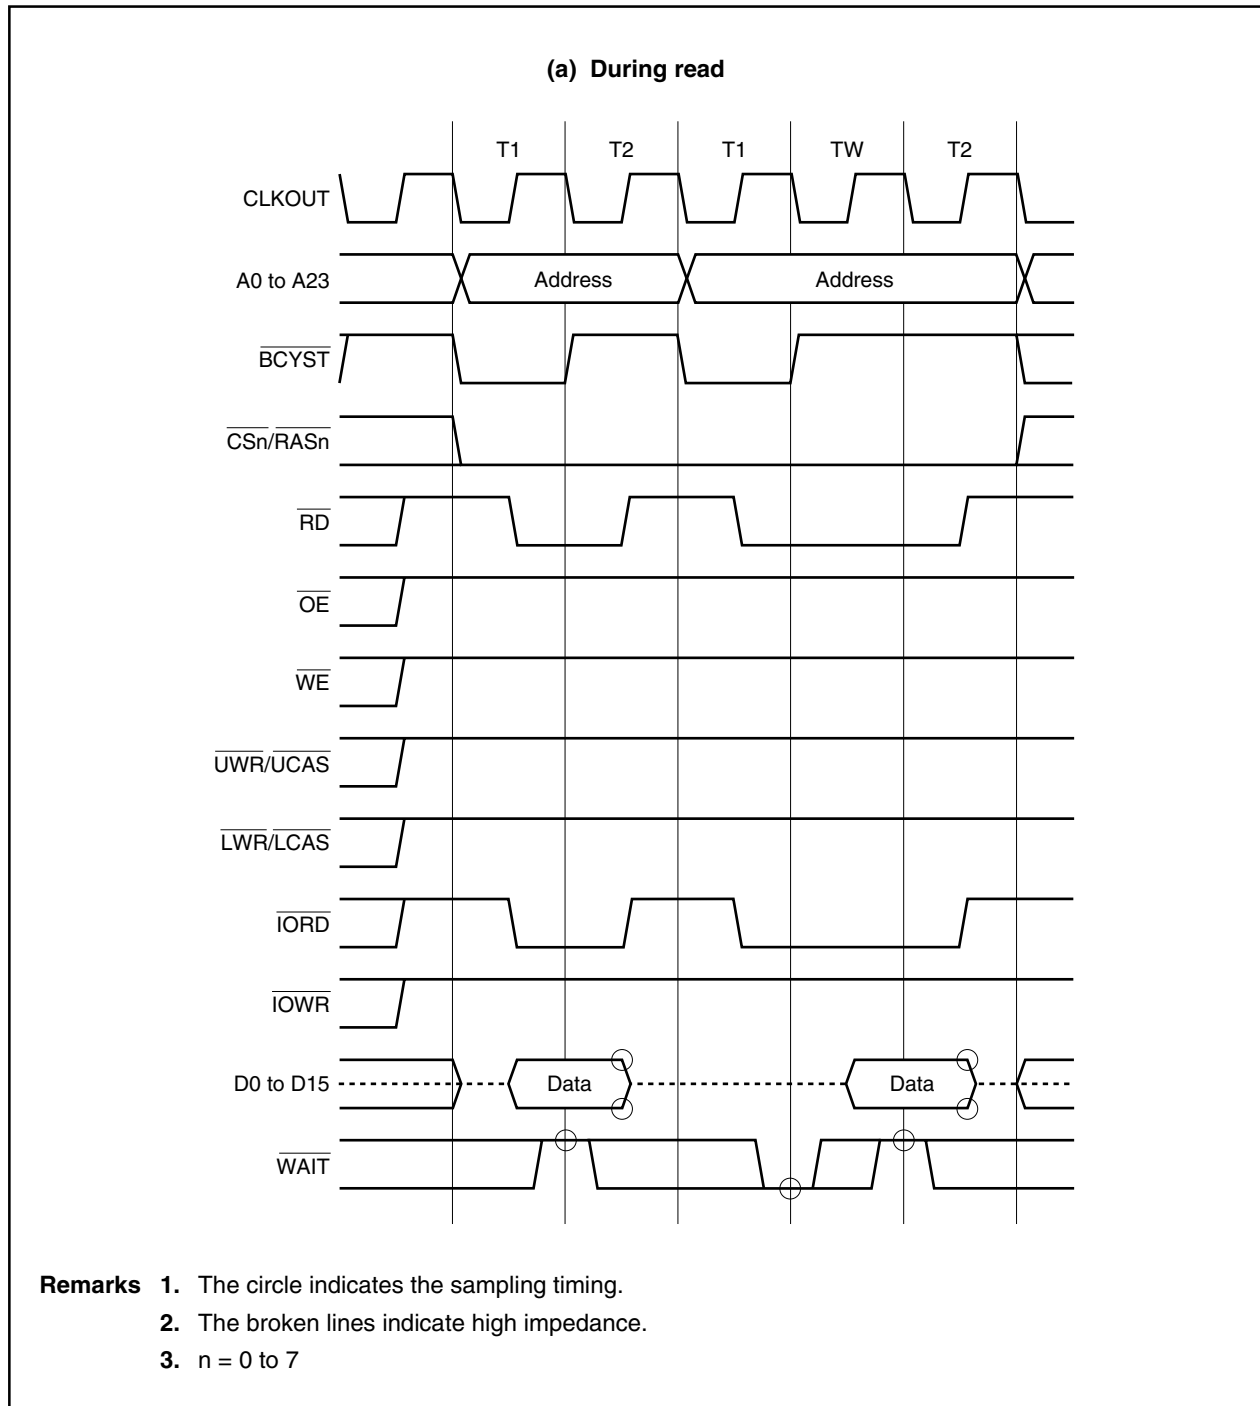 (a) During read
T1 T2 T1 TW T2
CLKOUT
A0 to A23 Address Address
BCYST
CSn/RASn
RD
OE
WE
UWR/UCAS
LWR/LCAS
IORD
IOWR
D0 to D15 Data Data
WAIT
Remarks 1. The circle indicates the sampling timing.
2. The broken lines indicate high impedance.
3. n = 0 to 7